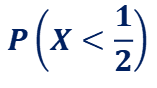 P(X < 1/2)